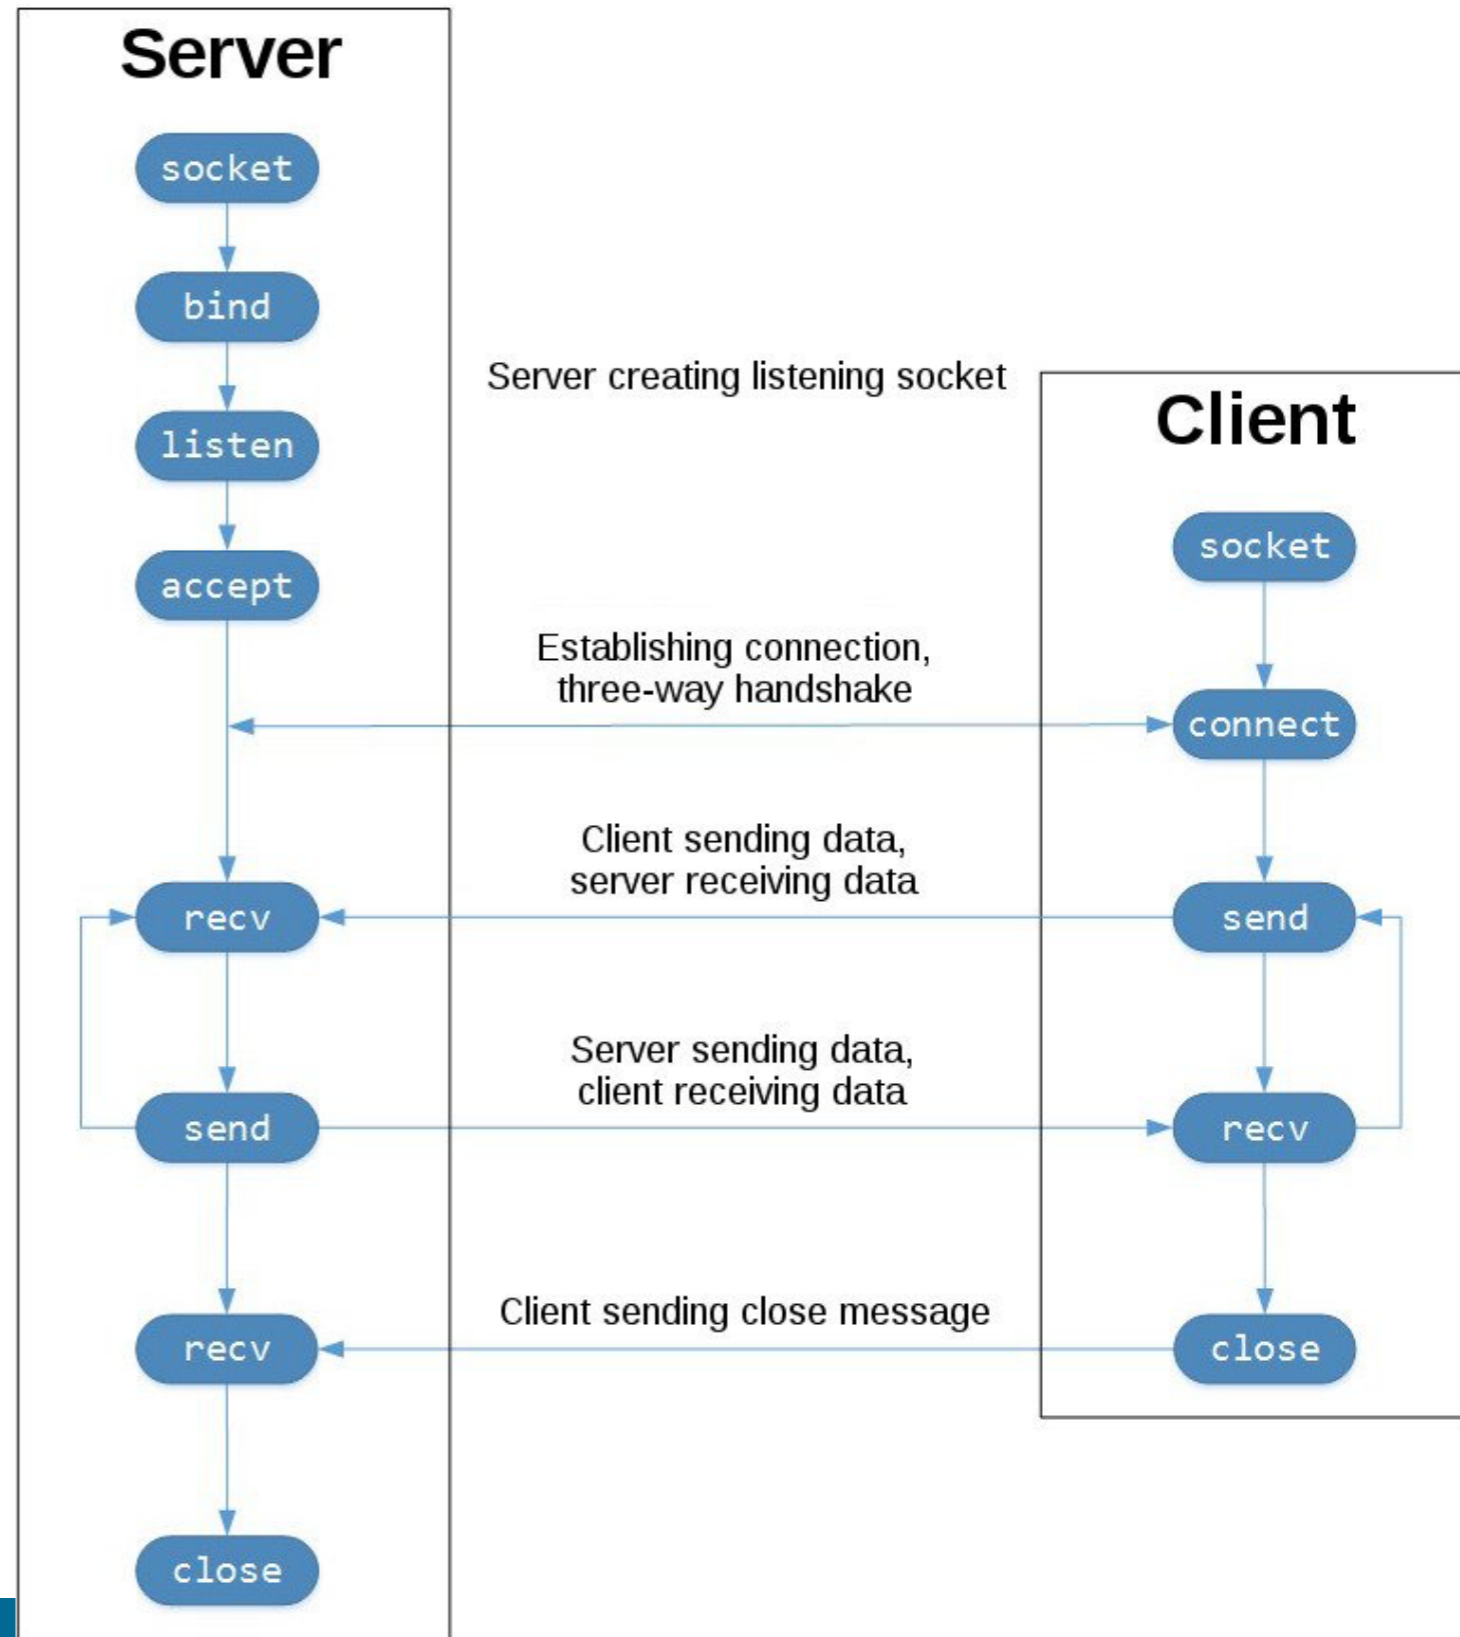 Server
socket
bind
Server creating listening socket
listen
Client
accept
socket
Establishing connection,
three-way handshake
connect
Client sending data,
server receiving data
recv
send
Server sending data,
client receiving data
send
recv
Client sending close message
recv
close
close